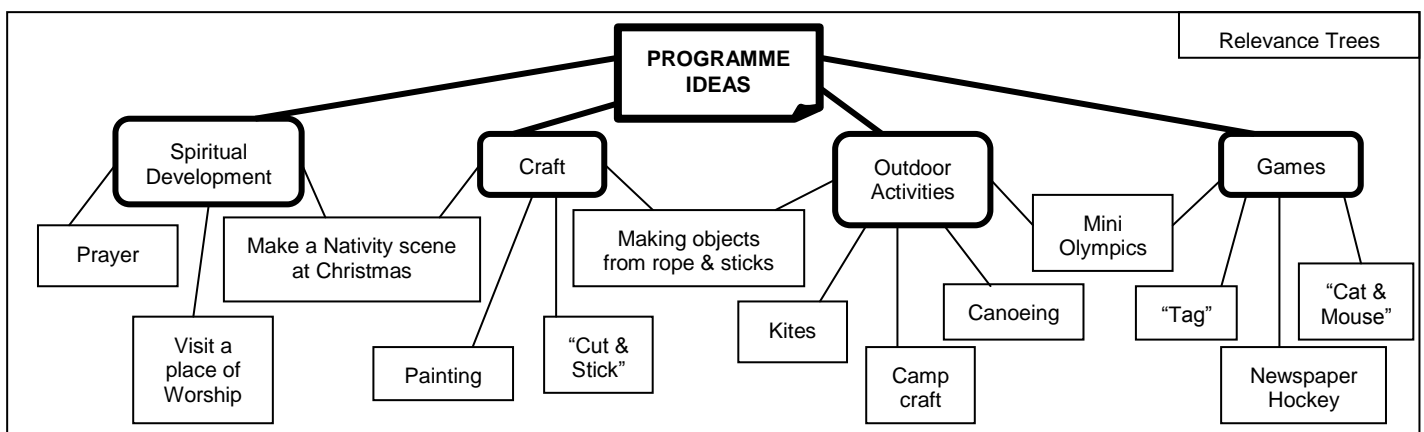 Relevance Trees
PROGRAMME
IDEAS
Spiritual
Development
Craft
Outdoor
Activities
Games
Prayer
Make a Nativity scene
at Christmas
Making objects
from rope & sticks
Mini
Olympics
Visit a
place of
Worship
Painting
“Cut &
Stick”
Kites
Camp
craft
Canoeing
“Tag”
Newspaper
Hockey
“Cat &
Mouse”